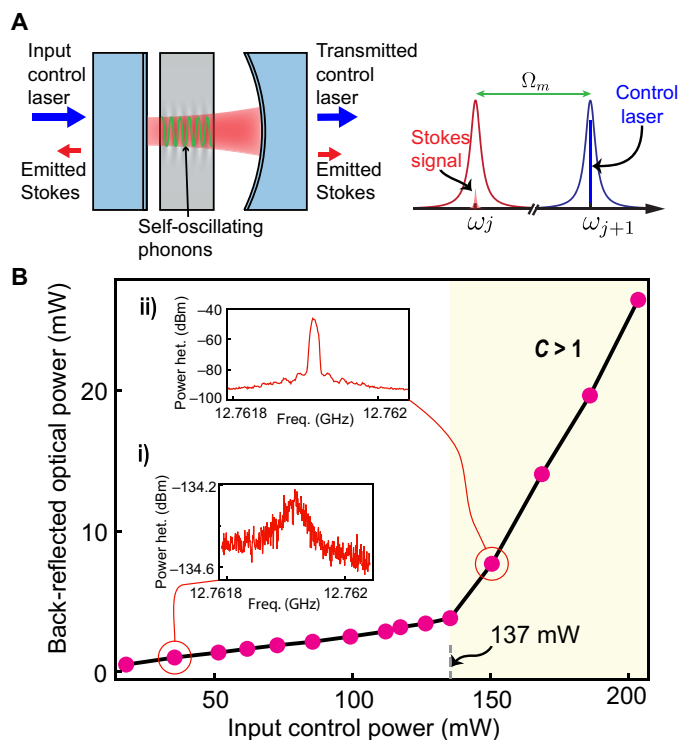 A
Input
control
laser
Transmitted
control
laser
Emitted
Stokes
Emitted
Stokes
Self-oscillating
phonons
Ωm
Control
laser
Stokes
signal
ωj
ωj+1
B
Back-reflected optical power (mW)
20
10
0
ii)
Power het. (dBm)
−40
−60
−80
−100
12.7618
12.762
Freq. (GHz)
C > 1
i)
Power het. (dBm)
−134.2
−134.6
12.7618
12.762
Freq. (GHz)
137 mW
50
100
150
200
Input control power (mW)